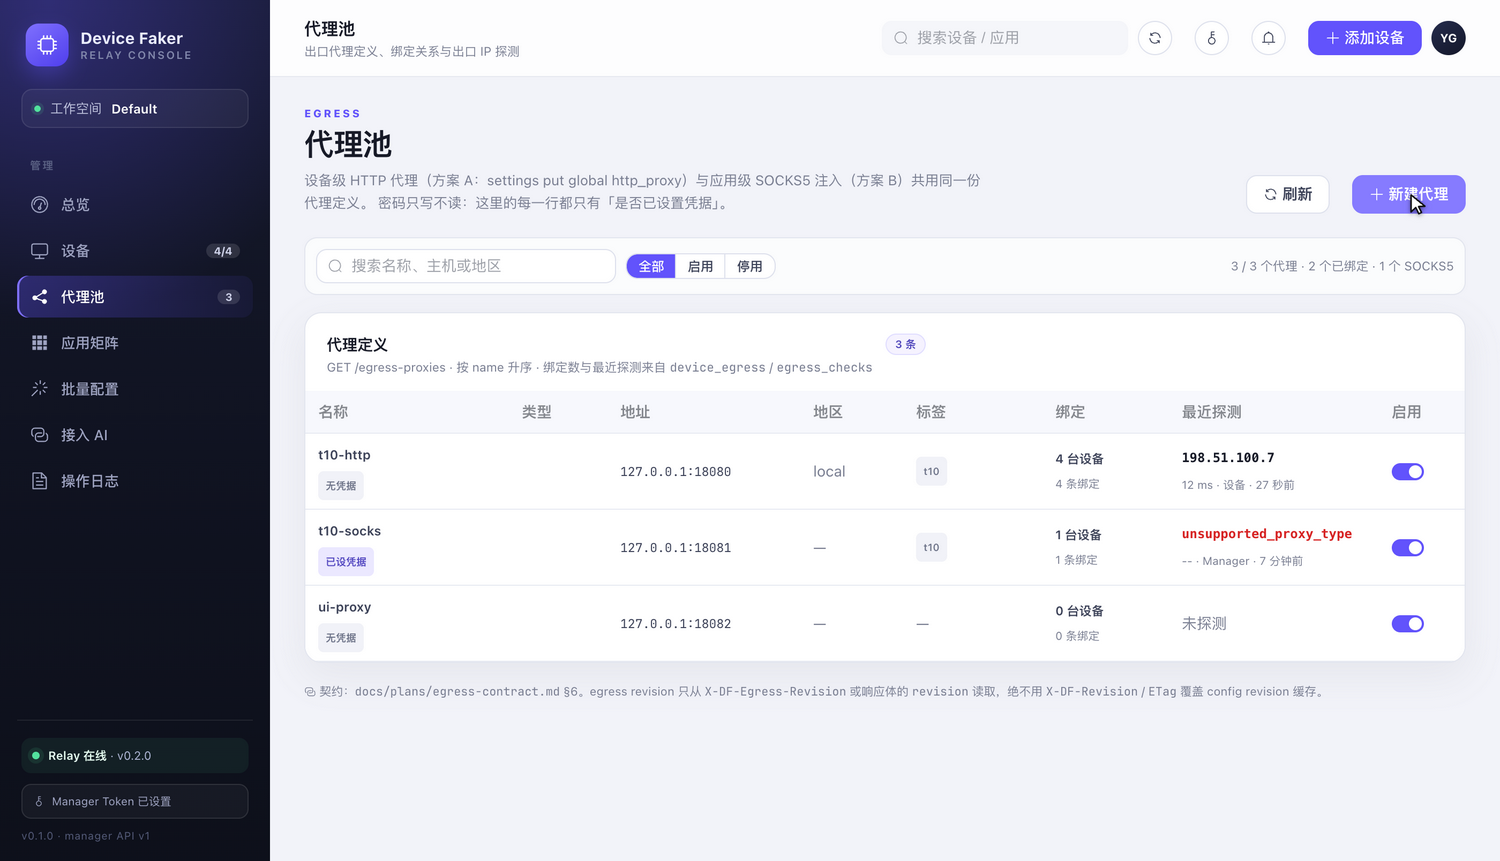 Device Faker
RELAY CONSOLE
工作空间 Default
管理
总览
设备 4/4
代理池 3
应用矩阵
批量配置
接入 AI
操作日志
Relay 在线 · v0.2.0
Manager Token 已设置
v0.1.0 · manager API v1
代理池
出口代理定义、绑定关系与出口 IP 探测
搜索设备 / 应用
添加设备
YG
EGRESS
代理池
设备级 HTTP 代理（方案 A：settings put global http_proxy）与应用级 SOCKS5 注入（方案 B）共用同一份
代理定义。 密码只写不读：这里的每一行都只有「是否已设置凭据」。
刷新
新建代理
搜索名称、主机或地区
全部 启用 停用
3 / 3 个代理 · 2 个已绑定 · 1 个 SOCKS5
代理定义
3 条
GET /egress-proxies · 按 name 升序 · 绑定数与最近探测来自 device_egress / egress_checks
名称 类型 地址 地区 标签 绑定 最近探测 启用
t10-http
无凭据
127.0.0.1:18080
local
t10
4 台设备
4 条绑定
198.51.100.7
12 ms · 设备 · 27 秒前
t10-socks
已设凭据
127.0.0.1:18081
—
t10
1 台设备
1 条绑定
unsupported_proxy_type
-- · Manager · 7 分钟前
ui-proxy
无凭据
127.0.0.1:18082
—
—
0 台设备
0 条绑定
未探测
契约：docs/plans/egress-contract.md §6。egress revision 只从 X-DF-Egress-Revision 或响应体的 revision 读取，绝不用 X-DF-Revision / ETag 覆盖 config revision 缓存。